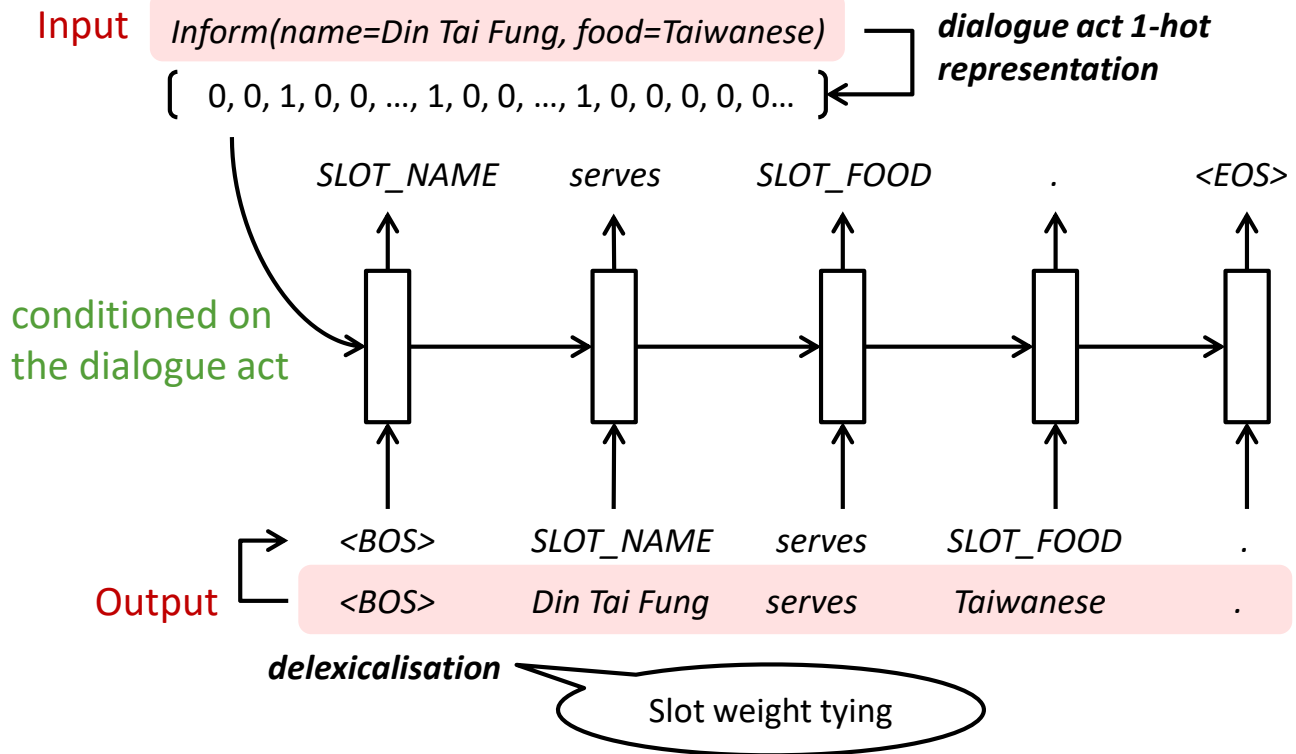 Input
Inform(name=Din Tai Fung, food=Taiwanese)
dialogue act 1-hot
representation
0, 0, 1, 0, 0, …, 1, 0, 0, …, 1, 0, 0, 0, 0, 0…
SLOT_NAME serves SLOT_FOOD . <EOS>
conditioned on
the dialogue act
<BOS> SLOT_NAME serves SLOT_FOOD .
Output
<BOS> Din Tai Fung serves Taiwanese .
delexicalisation
Slot weight tying